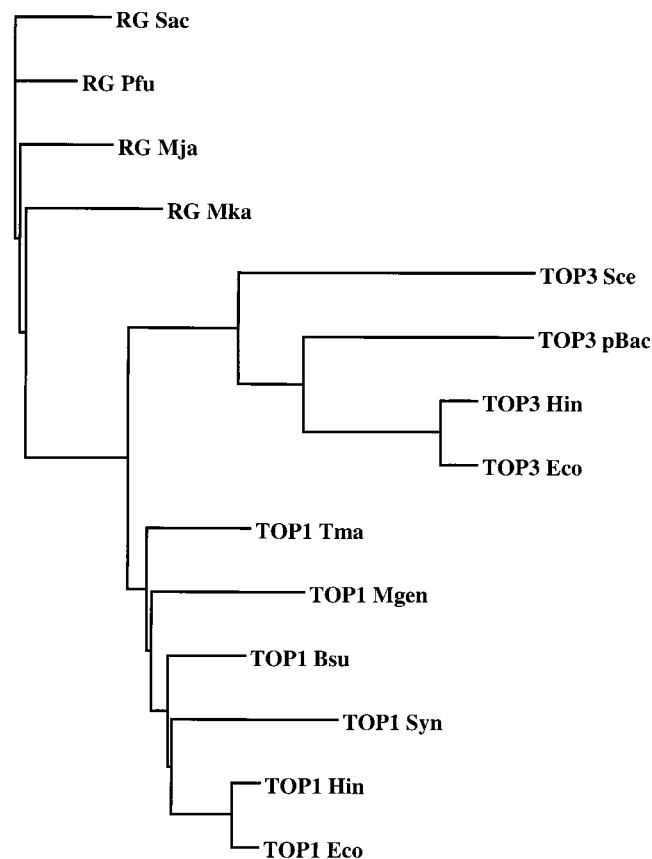 RG Sac
RG Pfu
RG Mja
RG Mka
TOP3 Sce
TOP3 pBac
TOP3 Hin
TOP3 Eco
TOP1 Tma
TOP1 Mgen
TOP1 Bsu
TOP1 Syn
TOP1 Hin
TOP1 Eco